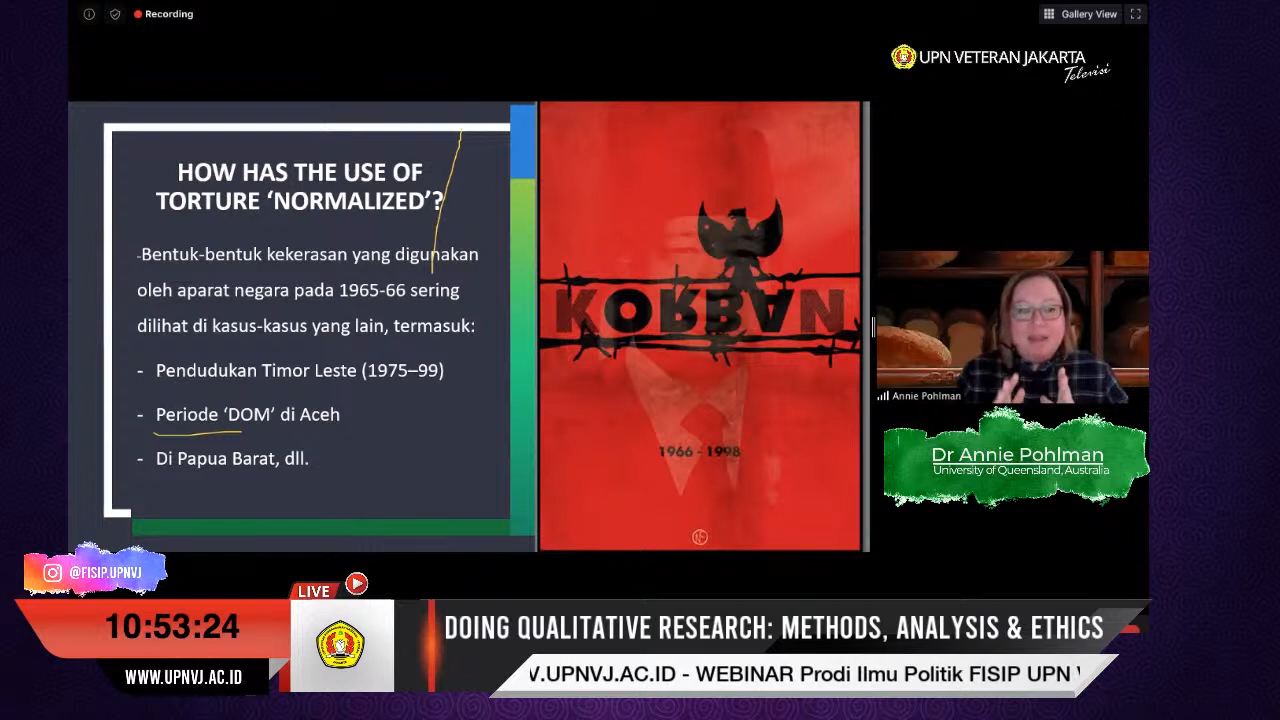 Recording
Gallery View
UPN VETERAN JAKARTA
Televisi
HOW HAS THE USE OF
TORTURE ‘NORMALIZED’?
-Bentuk-bentuk kekerasan yang digunakan
oleh aparat negara pada 1965-66 sering
dilihat di kasus-kasus yang lain, termasuk:
- Pendudukan Timor Leste (1975–99)
- Periode ‘DOM’ di Aceh
- Di Papua Barat, dll.
KORBAN
1966 - 1998
Annie Pohlman
Dr Annie Pohlman
University of Queensland, Australia
@FISIP.UPNVJ
LIVE
10:53:24
DOING QUALITATIVE RESEARCH: METHODS, ANALYSIS & ETHICS
WWW.UPNVJ.AC.ID
.UPNVJ.AC.ID - WEBINAR Prodi Ilmu Politik FISIP UPN